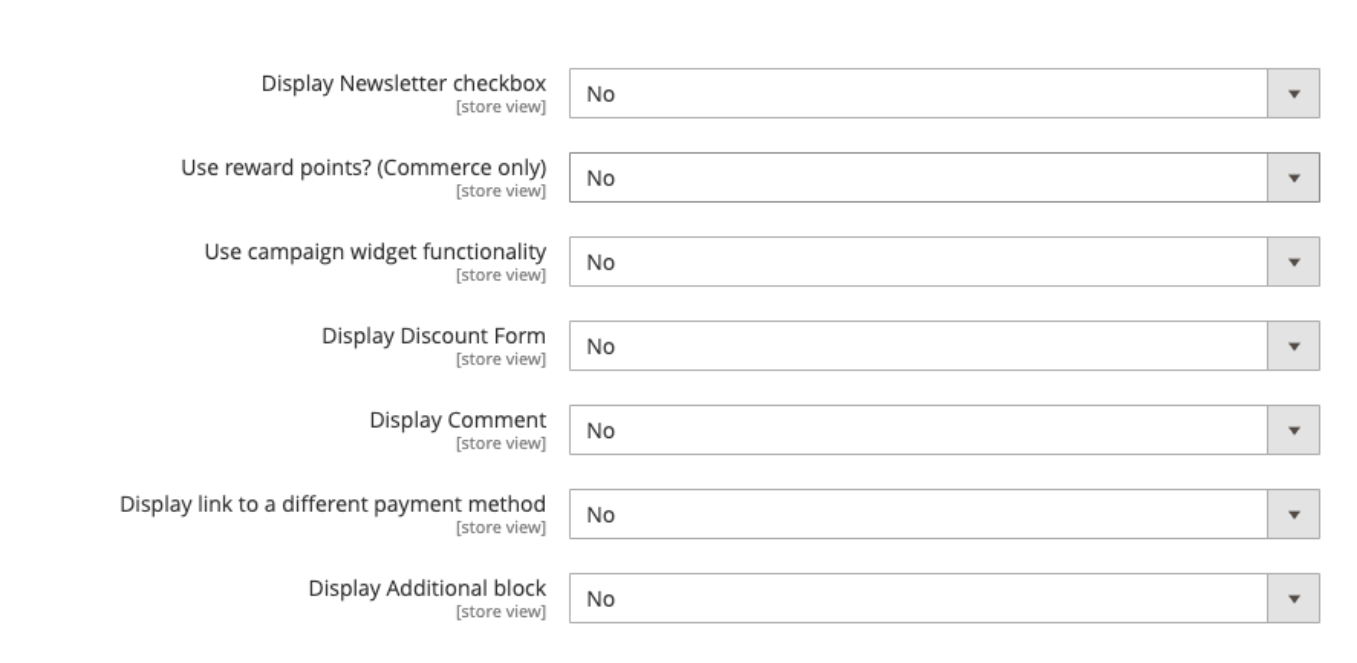 Display Newsletter checkbox
[store view]
No
Use reward points? (Commerce only)
[store view]
No
Use campaign widget functionality
[store view]
No
Display Discount Form
[store view]
No
Display Comment
[store view]
No
Display link to a different payment method
[store view]
No
Display Additional block
[store view]
No